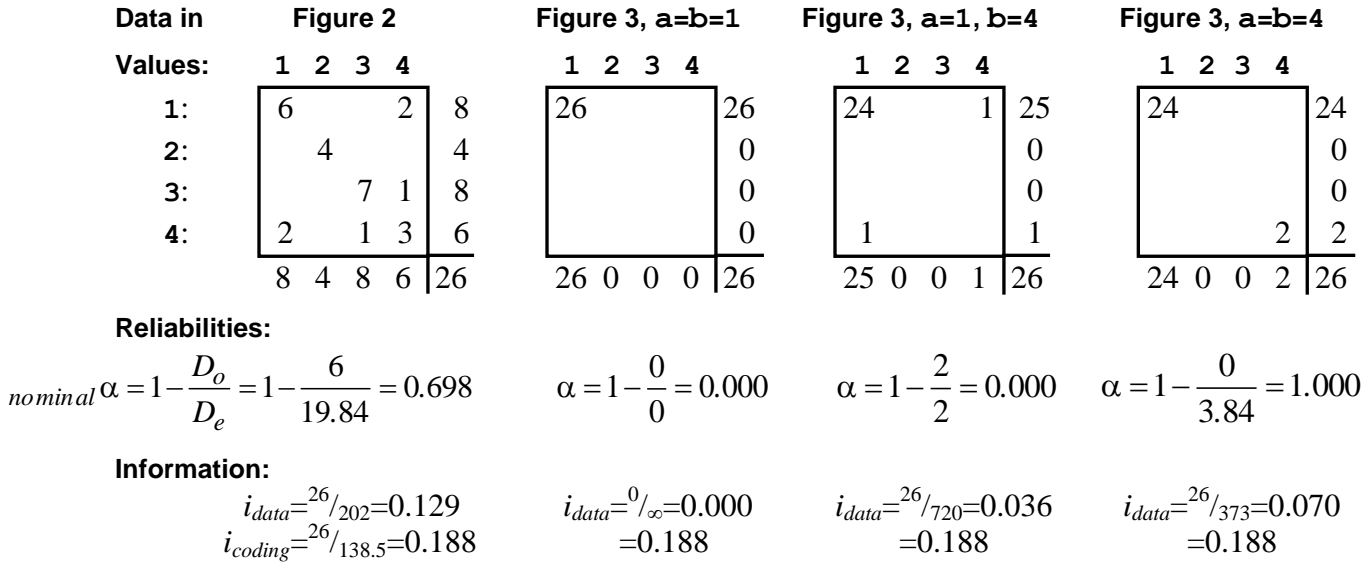 Data in Figure 2 Figure 3, a=b=1 Figure 3, a=1, b=4 Figure 3, a=b=4
Values: 1 2 3 4 1 2 3 4 1 2 3 4 1 2 3 4
1: 6 2 8 26 26 24 1 25 24 24
2: 4 4 0 0 0
3: 7 1 8 0 0 0
4: 2 1 3 6 0 1 1 2 2
8 4 8 6 26 26 0 0 0 26 25 0 0 1 26 24 0 0 2 26
Reliabilities:
nominal α = 1 − D_o/D_e = 1 − 6/19.84 = 0.698 α = 1 − 0/0 = 0.000 α = 1 − 2/2 = 0.000 α = 1 − 0/3.84 = 1.000
Information:
i_data=26/202=0.129 i_data=0/∞=0.000 i_data=26/720=0.036 i_data=26/373=0.070
i_coding=26/138.5=0.188 =0.188 =0.188 =0.188